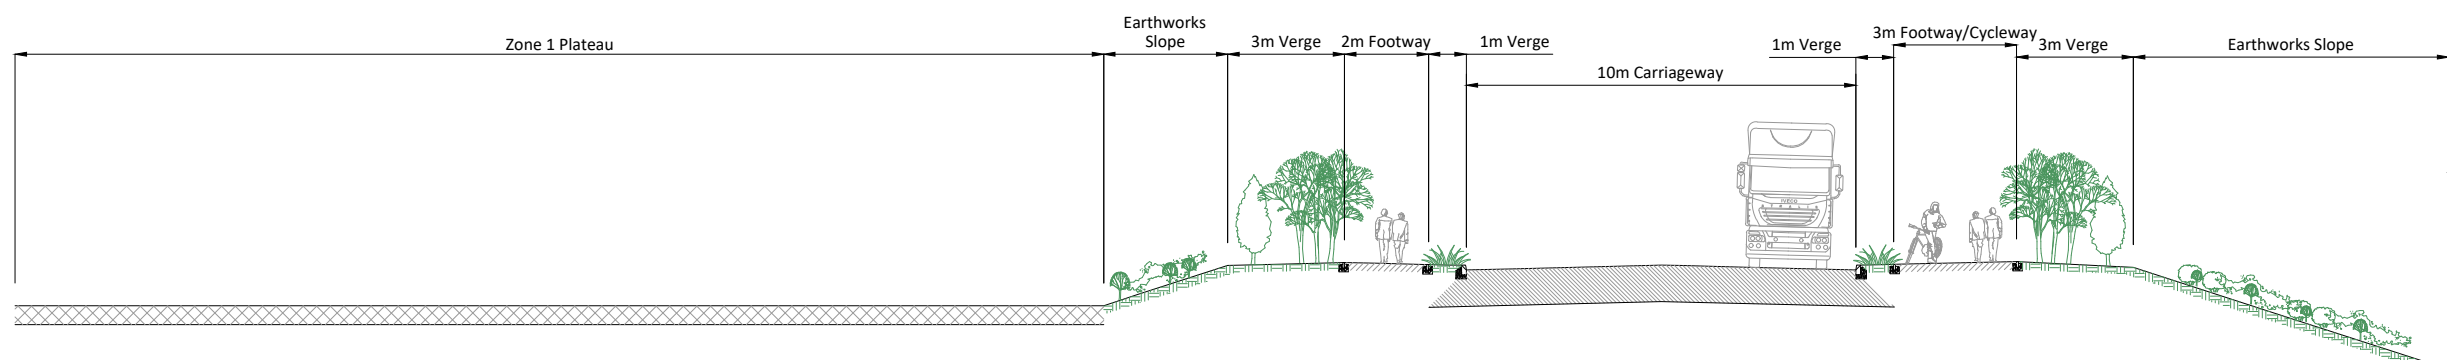 Earthworks
Slope
Zone 1 Plateau
3m Verge
2m Footway
1m Verge
10m Carriageway
1m Verge
3m Footway/Cycleway
3m Verge
Earthworks Slope
IVECO